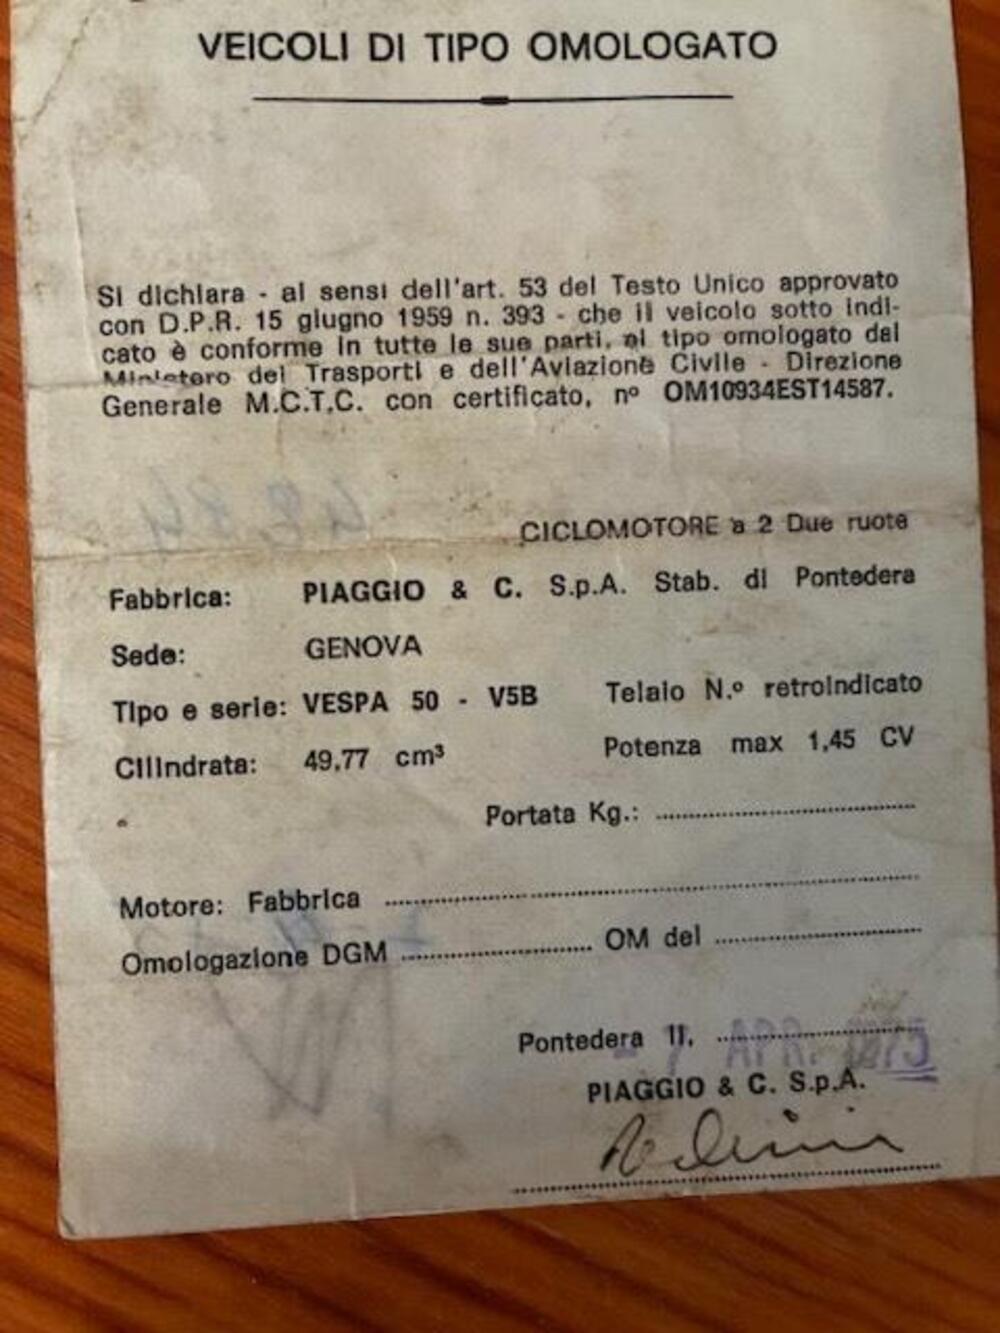 VEICOLI DI TIPO OMOLOGATO
Si dichiara - ai sensi dell'art. 53 del Testo Unico approvato
con D.P.R. 15 giugno 1959 n. 393 - che il veicolo sotto indi-
cato è conforme in tutte le sue parti, al tipo omologato dal
Ministero dei Trasporti e dell'Aviazione Civile - Direzione
Generale M.C.T.C. con certificato, nº OM10934EST14587.
CICLOMOTORE a 2 Due ruote
Fabbrica: PIAGGIO & C. S.p.A. Stab. di Pontedera
Sede: GENOVA
Tipo e serie: VESPA 50 - V5B Telaio N.º retroindicato
Cilindrata: 49,77 cm³ Potenza max 1,45 CV
Portata Kg.:
Motore: Fabbrica
Omologazione DGM OM del
Pontedera li,
PIAGGIO & C. S.p.A.